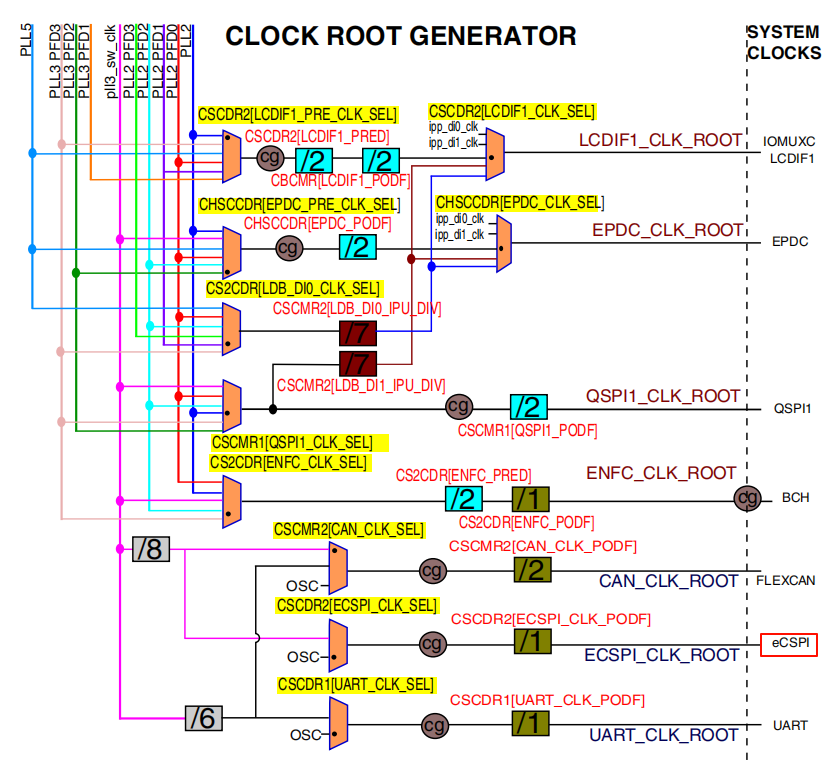 CLOCK ROOT GENERATOR
SYSTEM
CLOCKS
PLL5
PLL3_PFD3
PLL3_PFD2
PLL3_PFD1
pll3_sw_clk
PLL2_PFD3
PLL2_PFD2
PLL2_PFD1
PLL2_PFD0
PLL2
CSCDR2[LCDIF1_PRE_CLK_SEL]
CSCDR2[LCDIF1_CLK_SEL]
CSCDR2[LCDIF1_PRED]
ipp_di0_clk
ipp_di1_clk
LCDIF1_CLK_ROOT
IOMUXC
LCDIF1
cg
/2
/2
CBCMR[LCDIF1_PODF]
CHSCCDR[EPDC_PRE_CLK_SEL]
CHSCCDR[EPDC_CLK_SEL]
CHSCCDR[EPDC_PODF]
ipp_di0_clk
ipp_di1_clk
EPDC_CLK_ROOT
EPDC
cg
/2
CS2CDR[LDB_DI0_CLK_SEL]
CSCMR2[LDB_DI0_IPU_DIV]
/7
/7
CSCMR2[LDB_DI1_IPU_DIV]
QSPI1_CLK_ROOT
cg
/2
QSPI1
CSCMR1[QSPI1_PODF]
CSCMR1[QSPI1_CLK_SEL]
CS2CDR[ENFC_CLK_SEL]
CS2CDR[ENFC_PRED]
ENFC_CLK_ROOT
/2
/1
cg
BCH
CS2CDR[ENFC_PODF]
CSCMR2[CAN_CLK_SEL]
CSCMR2[CAN_CLK_PODF]
/8
cg
/2
OSC
CAN_CLK_ROOT
FLEXCAN
CSCDR2[ECSPI_CLK_SEL]
CSCDR2[ECSPI_CLK_PODF]
cg
/1
eCSPI
OSC
ECSPI_CLK_ROOT
CSCDR1[UART_CLK_SEL]
CSCDR1[UART_CLK_PODF]
/6
cg
/1
UART
OSC
UART_CLK_ROOT